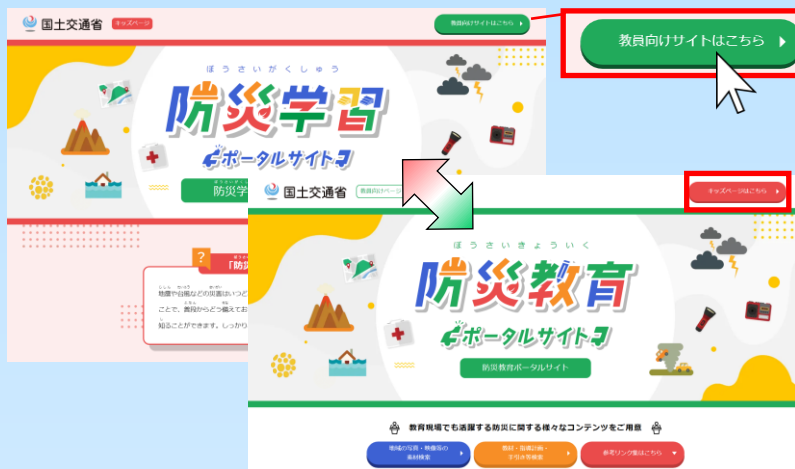 国土交通省
キッズページ
教員向けサイトはこちら
教員向けサイトはこちら
ぼうさいがくしゅう
防災学習
ポータルサイト
防災学
?
「防災
地震や台風などの災害はいつど
ことで、普段からどう備えてお
知ることができます。しっかり
国土交通省
教員向けページ
キッズページはこちら
ぼうさいきょういく
防災教育
ポータルサイト
防災教育ポータルサイト
教育現場でも活躍する防災に関する様々なコンテンツをご用意
地域の写真・映像等の
素材検索
教材・指導計画・
手引き等検索
参考リンク集はこちら